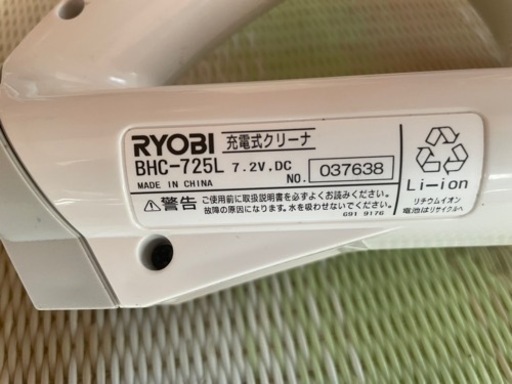 RYOBI 充電式クリーナ
BHC-725L 7.2V,DC
MADE IN CHINA NO. 037638
警告 ご使用前に取扱説明書を必ずよくお読みください。
故障の原因になります。水を吸わせないでください。
691 9176
Li-ion
リチウムイオン
電池はリサイクルへ